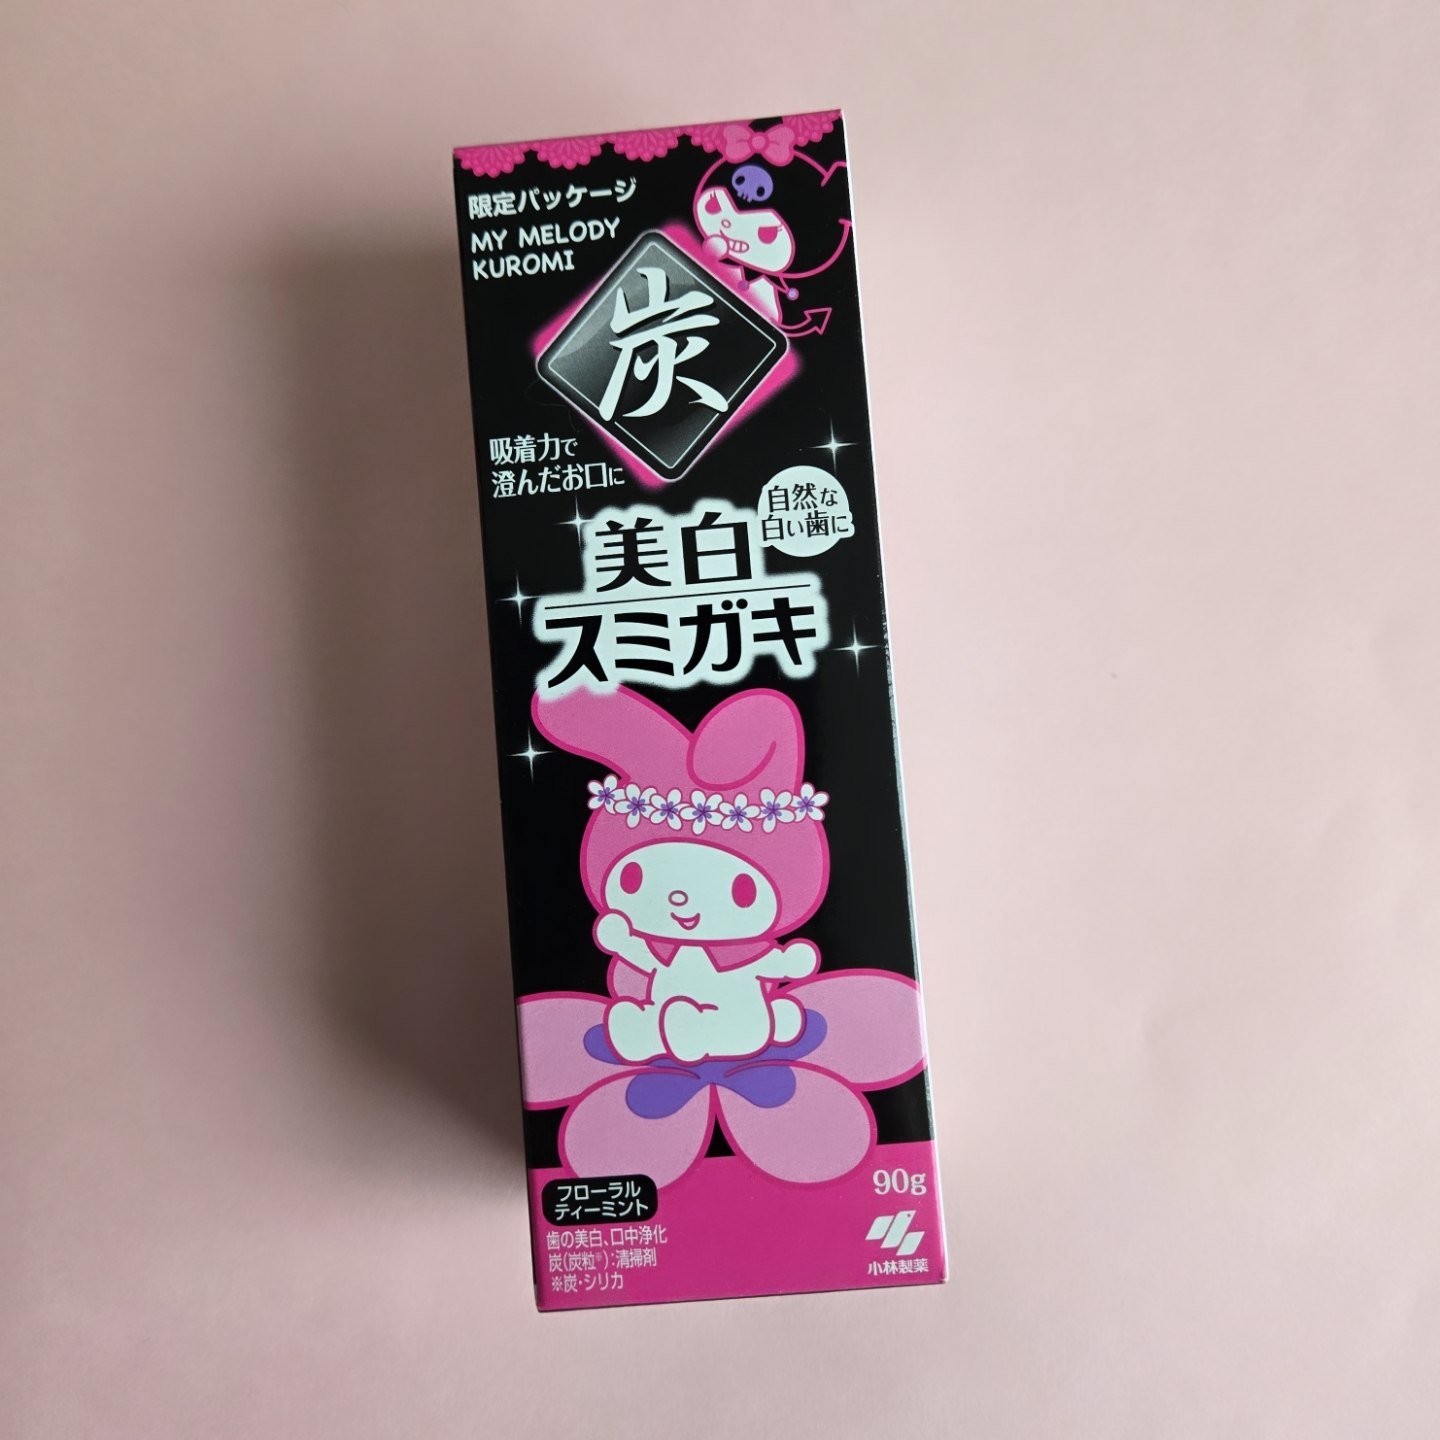 限定パッケージ
MY MELODY
KUROMI
炭
吸着力で
澄んだお口に
自然な
白い歯に
美白
スミガキ
フローラル
ティーミント
90g
歯の美白、口中浄化
炭(炭粒※):清掃剤
※炭・シリカ
小林製薬